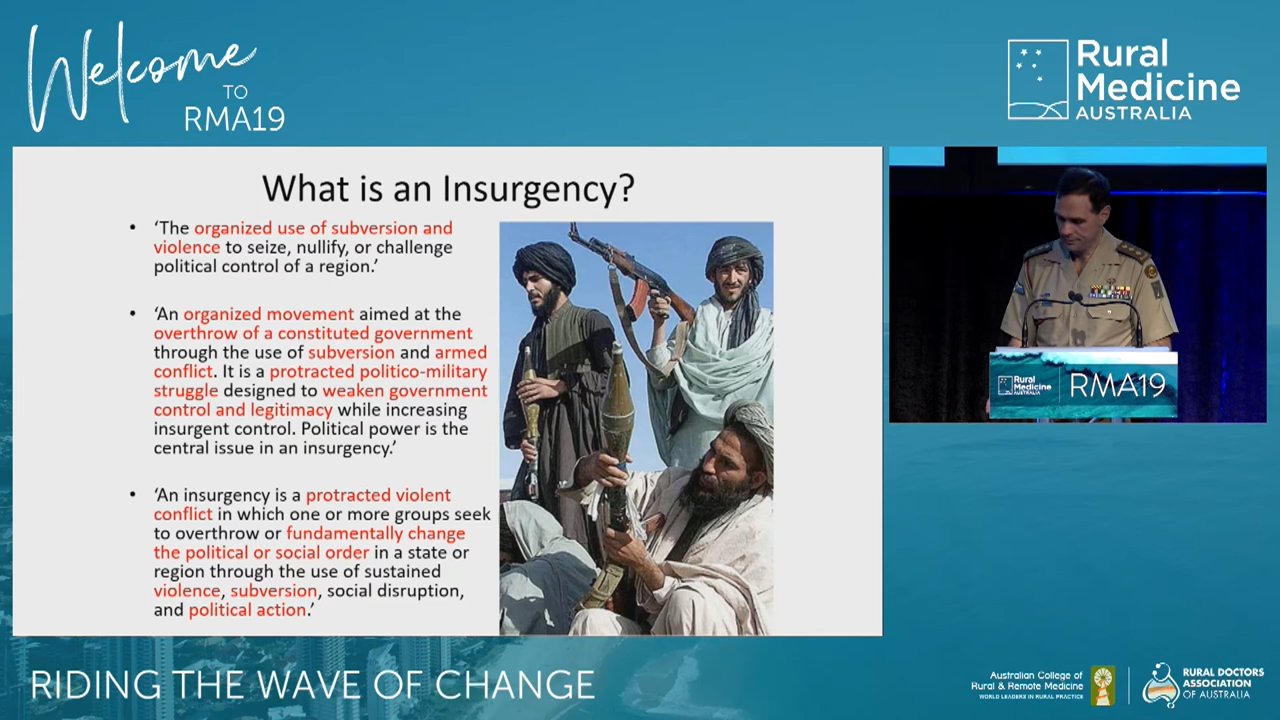 Welcome
TO
RMA19
Rural
Medicine
AUSTRALIA
What is an Insurgency?
• ‘The organized use of subversion and
violence to seize, nullify, or challenge
political control of a region.’
• ‘An organized movement aimed at the
overthrow of a constituted government
through the use of subversion and armed
conflict. It is a protracted politico-military
struggle designed to weaken government
control and legitimacy while increasing
insurgent control. Political power is the
central issue in an insurgency.’
• ‘An insurgency is a protracted violent
conflict in which one or more groups seek
to overthrow or fundamentally change
the political or social order in a state or
region through the use of sustained
violence, subversion, social disruption,
and political action.’
Rural
Medicine
AUSTRALIA
RMA19
RIDING THE WAVE OF CHANGE
Australian College of
Rural & Remote Medicine
WORLD LEADERS IN RURAL PRACTICE
RURAL DOCTORS
ASSOCIATION
OF AUSTRALIA